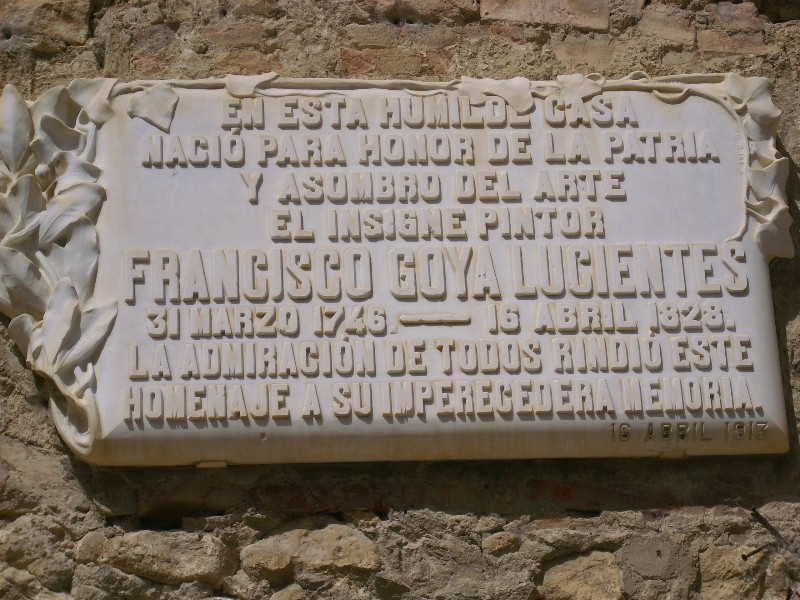 EN ESTA HUMILDE CASA
NACIÓ PARA HONOR DE LA PATRIA
Y ASOMBRO DEL ARTE
EL INSIGNE PINTOR
FRANCISCO GOYA LUCIENTES
31 MARZO 1746. — 16 ABRIL 1828.
LA ADMIRACIÓN DE TODOS RINDIÓ ESTE
HOMENAJE A SU IMPERECEDERA MEMORIA.
16 ABRIL 1913